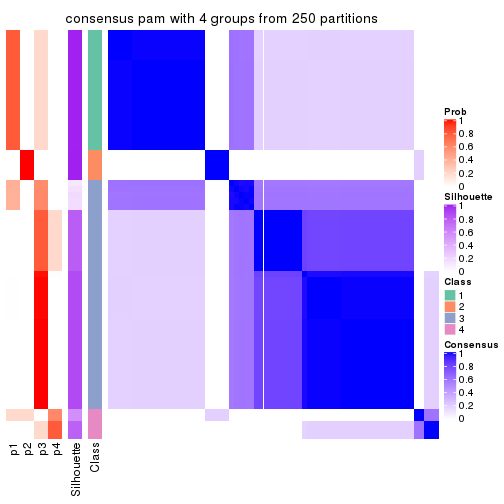 consensus pam with 4 groups from 250 partitions
Prob
1
0.8
0.6
0.4
0.2
0
Silhouette
1
0.8
0.6
0.4
0.2
0
Class
1
2
3
4
Consensus
1
0.8
0.6
0.4
0.2
0
p1
p2
p3
p4
Silhouette
Class